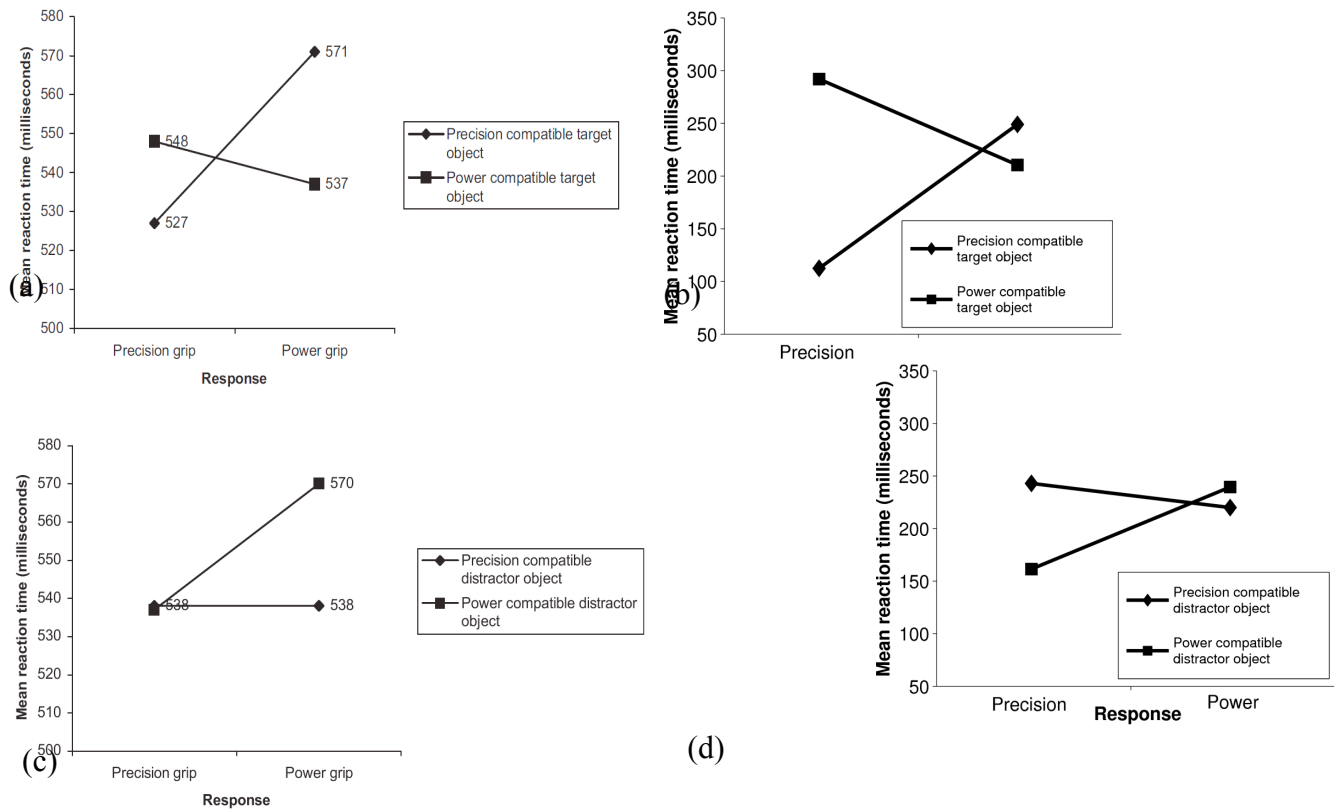 580
570
560
550
540
530
520
510
500
Mean reaction time (milliseconds)
571
548
537
527
Precision grip
Power grip
Response
Precision compatible target
object
Power compatible target
object
(a)
350
300
250
200
150
100
50
Mean reaction time (milliseconds)
Precision compatible
target object
Power compatible
target object
Precision
(b)
580
570
560
550
540
530
520
510
500
Mean reaction time (milliseconds)
570
538
538
Precision grip
Power grip
Response
Precision compatible
distractor object
Power compatible distractor
object
(c)
350
300
250
200
150
100
50
Mean reaction time (milliseconds)
Precision compatible
distractor object
Power compatible
distractor object
Precision
Power
Response
(d)